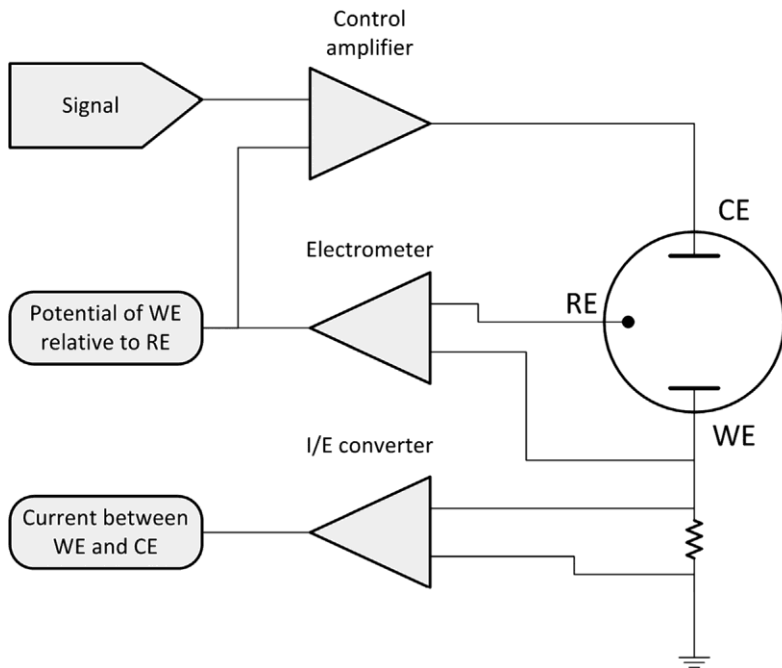 Control
amplifier
Signal
CE
Electrometer
RE
Potential of WE
relative to RE
WE
I/E converter
Current between
WE and CE